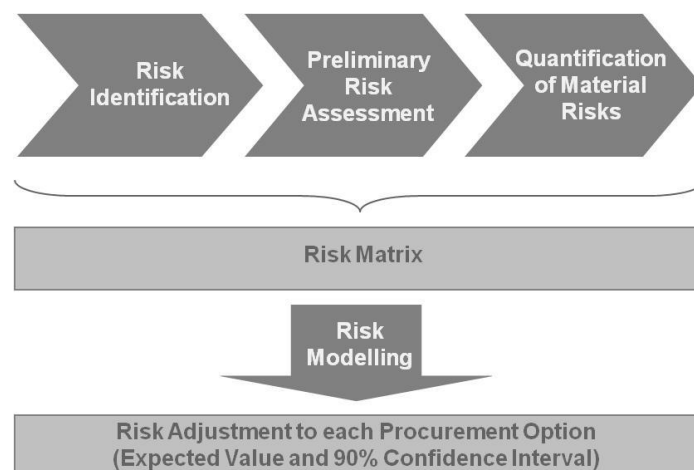 Risk
Identification
Preliminary
Risk
Assessment
Quantification
of Material
Risks
Risk Matrix
Risk
Modelling
Risk Adjustment to each Procurement Option
(Expected Value and 90% Confidence Interval)